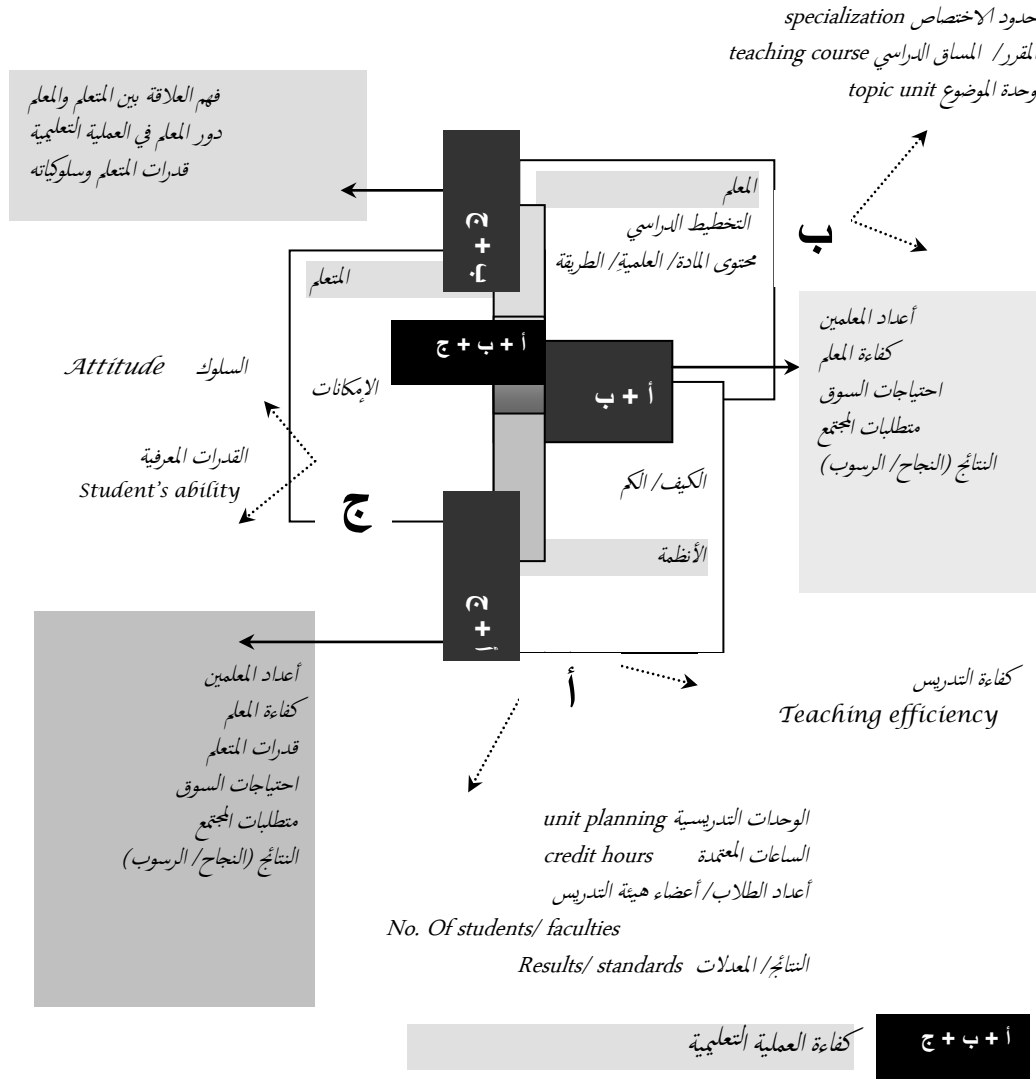 حدود الاختصاص specialization
المقرر/ المساق الدراسي teaching course
وحدة الموضوع topic unit
فهم العلاقة بين المتعلم والمعلم
دور المعلم في العملية التعليمية
قدرات المتعلم وسلوكياته
ب + ج
المعلم
التخطيط الدراسي
محتوى المادة/ العلمية/ الطريقة
ب
المتعلم
أ + ب + ج
الإمكانات
أ + ب
السلوك Attitude
القدرات المعرفية
Student's ability
ج
أعداد المعلمين
كفاءة المعلم
احتياجات السوق
متطلبات المجتمع
النتائج (النجاح/ الرسوب)
الكيف/ الكم
الأنظمة
أ + ج
أ
كفاءة التدريس
Teaching efficiency
أعداد المعلمين
كفاءة المعلم
قدرات المتعلم
احتياجات السوق
متطلبات المجتمع
النتائج (النجاح/ الرسوب)
الوحدات التدريسية unit planning
الساعات المعتمدة credit hours
أعداد الطلاب/ أعضاء هيئة التدريس
No. Of students/ faculties
النتائج/ المعدلات Results/ standards
أ + ب + ج
كفاءة العملية التعليمية